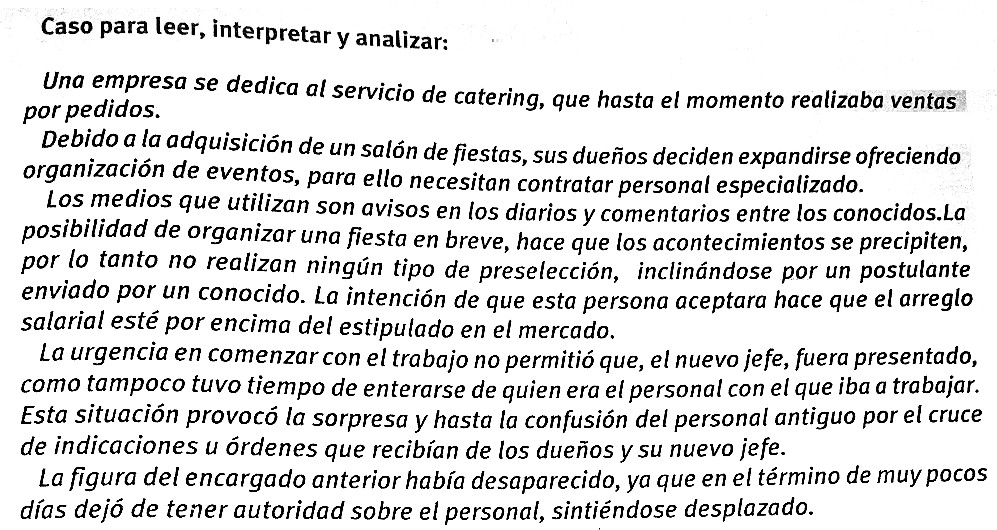 Caso para leer, interpretar y analizar:
Una empresa se dedica al servicio de catering, que hasta el momento realizaba ventas
por pedidos.
Debido a la adquisición de un salón de fiestas, sus dueños deciden expandirse ofreciendo
organización de eventos, para ello necesitan contratar personal especializado.
Los medios que utilizan son avisos en los diarios y comentarios entre los conocidos.La
posibilidad de organizar una fiesta en breve, hace que los acontecimientos se precipiten,
por lo tanto no realizan ningún tipo de preselección, inclinándose por un postulante
enviado por un conocido. La intención de que esta persona aceptara hace que el arreglo
salarial esté por encima del estipulado en el mercado.
La urgencia en comenzar con el trabajo no permitió que, el nuevo jefe, fuera presentado,
como tampoco tuvo tiempo de enterarse de quien era el personal con el que iba a trabajar.
Esta situación provocó la sorpresa y hasta la confusión del personal antiguo por el cruce
de indicaciones u órdenes que recibían de los dueños y su nuevo jefe.
La figura del encargado anterior había desaparecido, ya que en el término de muy pocos
días dejó de tener autoridad sobre el personal, sintiéndose desplazado.